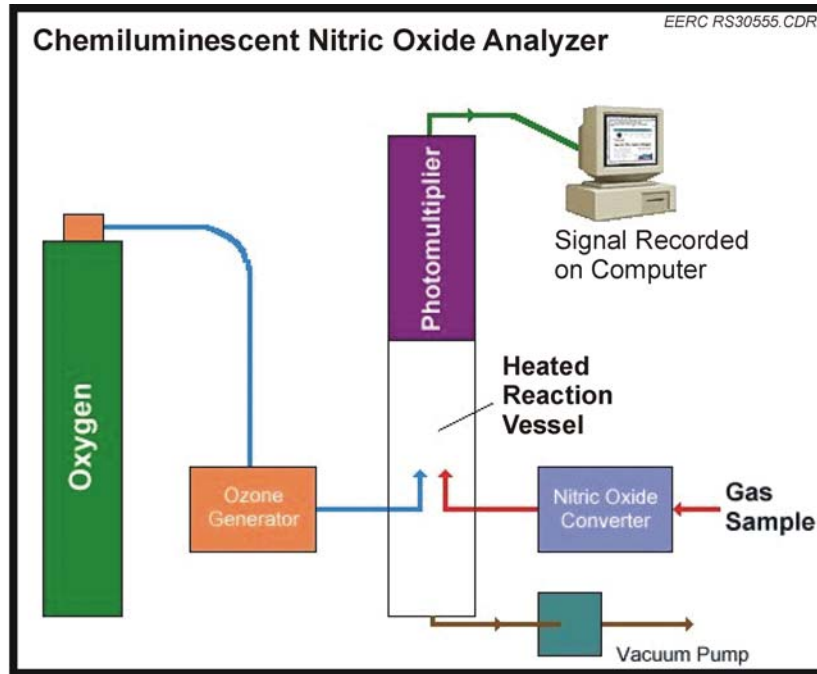 EERC RS30555.CDR
Chemiluminescent Nitric Oxide Analyzer
Photomultiplier
Signal Recorded
on Computer
Oxygen
Heated
Reaction
Vessel
Ozone
Generator
Nitric Oxide
Converter
Gas
Sample
Vacuum Pump